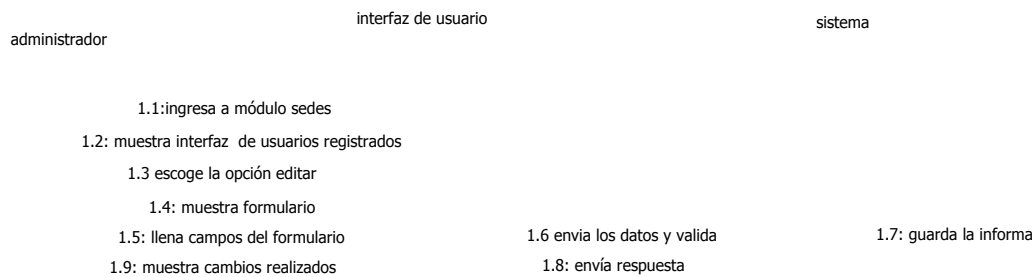 interfaz de usuario
sistema
administrador
1.1:ingresa a módulo sedes
1.2: muestra interfaz de usuarios registrados
1.3 escoge la opción editar
1.4: muestra formulario
1.5: llena campos del formulario
1.6 envia los datos y valida
1.7: guarda la informa
1.9: muestra cambios realizados
1.8: envía respuesta